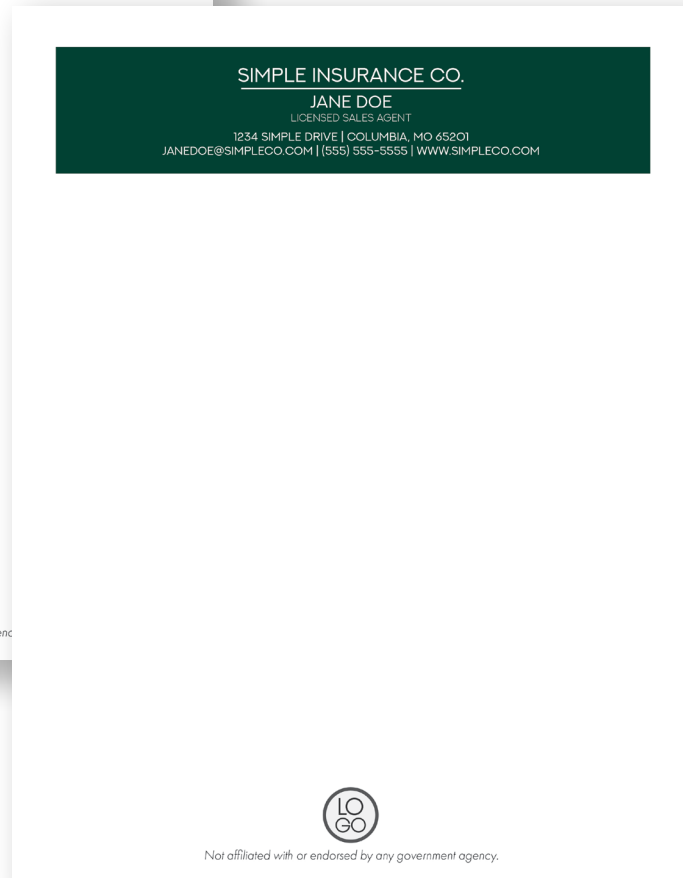 SIMPLE INSURANCE CO.
JANE DOE
LICENSED SALES AGENT
1234 SIMPLE DRIVE | COLUMBIA, MO 65201
JANEDOE@SIMPLECO.COM | (555) 555-5555 | WWW.SIMPLECO.COM
LO
GO
Not affiliated with or endorsed by any government agency.